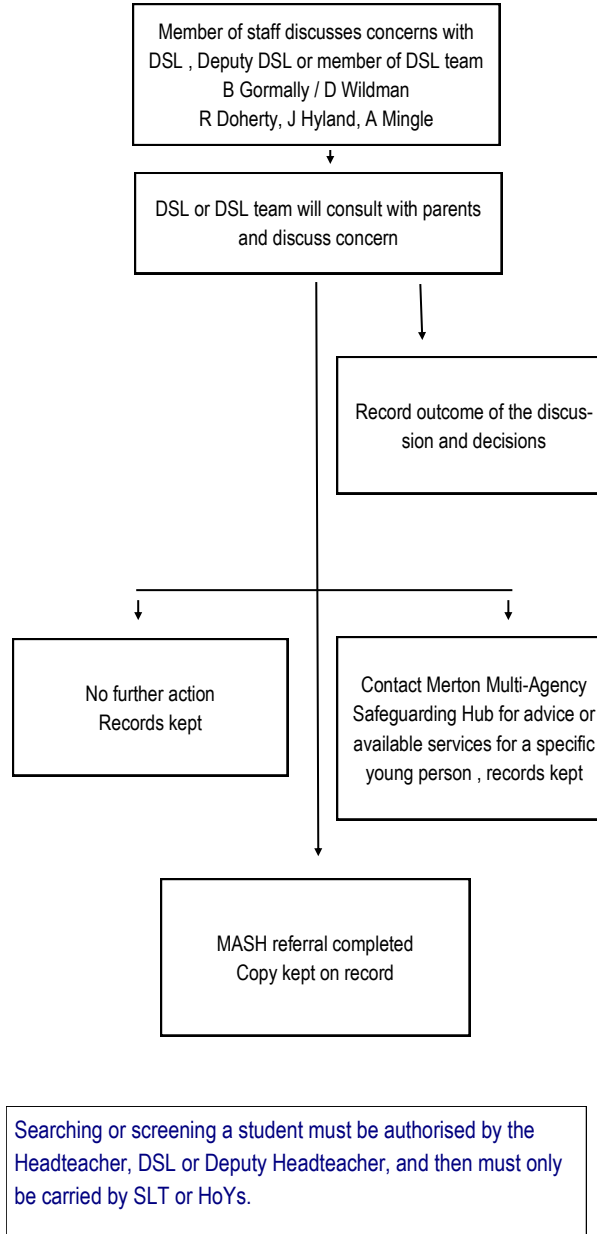 Member of staff discusses concerns with
DSL , Deputy DSL or member of DSL team
B Gormally / D Wildman
R Doherty, J Hyland, A Mingle
DSL or DSL team will consult with parents
and discuss concern
Record outcome of the discus-
sion and decisions
No further action
Records kept
Contact Merton Multi-Agency
Safeguarding Hub for advice or
available services for a specific
young person , records kept
MASH referral completed
Copy kept on record
Searching or screening a student must be authorised by the
Headteacher, DSL or Deputy Headteacher, and then must only
be carried by SLT or HoYs.